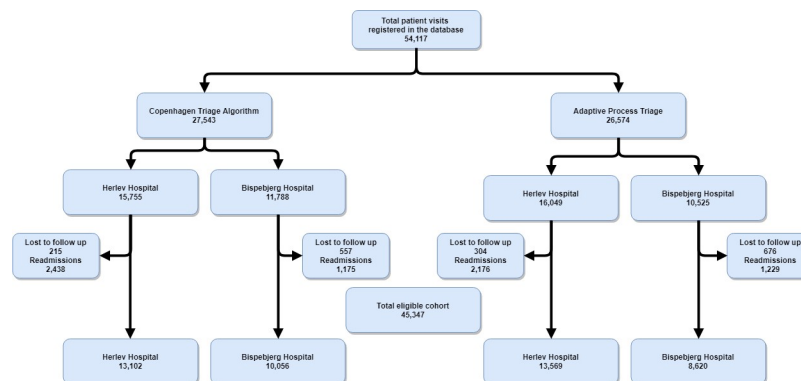 Total patient visits
registered in the database
54,117
Copenhagen Triage Algorithm
27,543
Adaptive Process Triage
26,574
Herlev Hospital
15,755
Bispebjerg Hospital
11,788
Herlev Hospital
16,049
Bispebjerg Hospital
10,525
Lost to follow up
215
Readmissions
2,438
Lost to follow up
557
Readmissions
1,175
Lost to follow up
304
Readmissions
2,176
Lost to follow up
676
Readmissions
1,229
Total eligible cohort
45,347
Herlev Hospital
13,102
Bispebjerg Hospital
10,056
Herlev Hospital
13,569
Bispebjerg Hospital
8,620